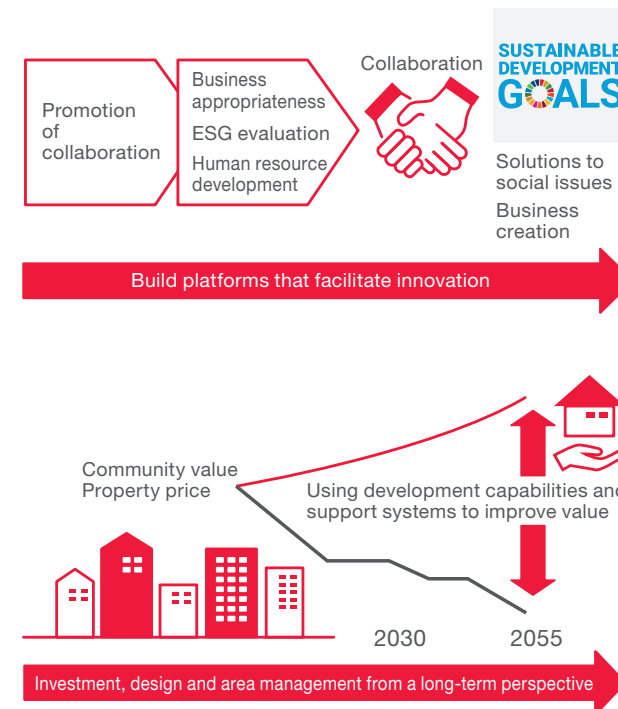 Promotion
of
collaboration
Business
appropriateness
ESG evaluation
Human resource
development
Collaboration
SUSTAINABLE
DEVELOPMENT
GOALS
Solutions to
social issues
Business
creation
Build platforms that facilitate innovation
Community value
Property price
Using development capabilities and
support systems to improve value
2030
2055
Investment, design and area management from a long-term perspective